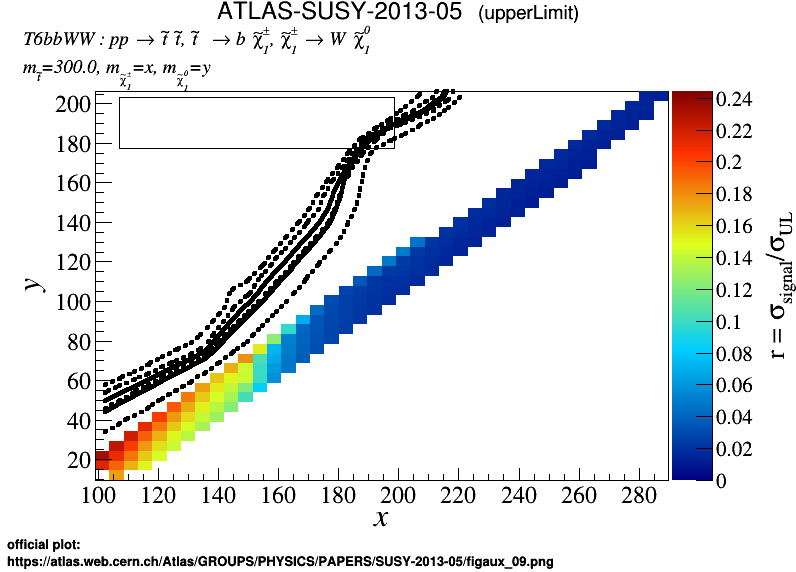 ATLAS-SUSY-2013-05 (upperLimit)
T6bbWW : pp → t̃ t̃, t̃ → b χ̃₁±, χ̃₁± → W χ̃₁⁰
m_t̃=300.0, m_χ̃₁±=x, m_χ̃₁⁰=y
200
180
160
140
120
100
80
60
40
20
y
100 120 140 160 180 200 220 240 260 280
x
0.24
0.22
0.2
0.18
0.16
0.14
0.12
0.1
0.08
0.06
0.04
0.02
0
r = σ_signal/σ_UL
official plot:
https://atlas.web.cern.ch/Atlas/GROUPS/PHYSICS/PAPERS/SUSY-2013-05/figaux_09.png